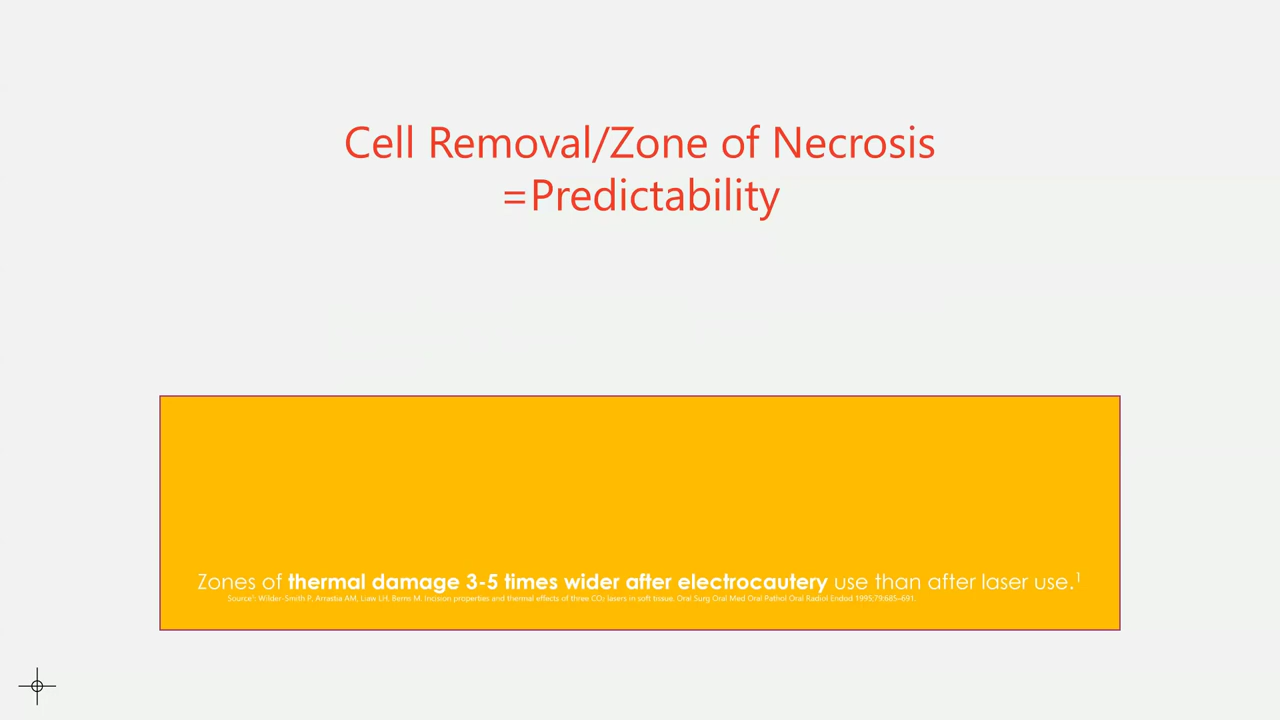 Cell Removal/Zone of Necrosis
=Predictability
Zones of thermal damage 3-5 times wider after electrocautery use than after laser use.¹
Source¹: Wilder-Smith P, Arrastia AM, Liaw LH, Berns M. Incision properties and thermal effects of three CO₂ lasers in soft tissue. Oral Surg Oral Med Oral Pathol Oral Radiol Endod 1995;79:685–691.